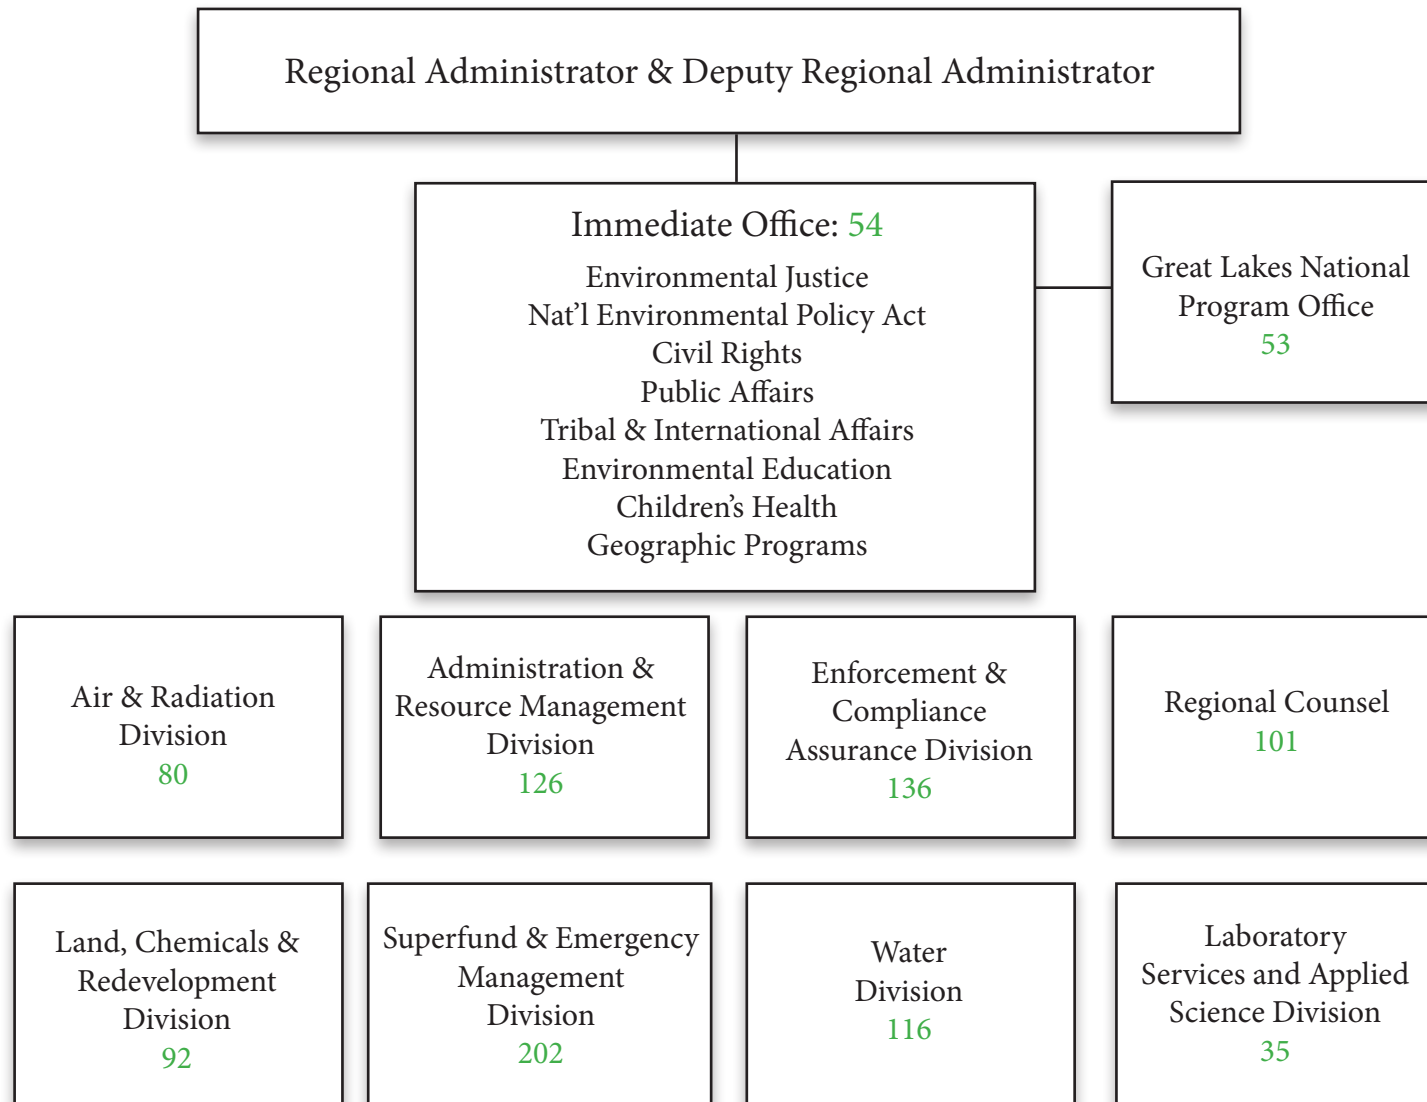 Regional Administrator & Deputy Regional Administrator
Immediate Office: 54
Environmental Justice
Nat’l Environmental Policy Act
Civil Rights
Public Affairs
Tribal & International Affairs
Environmental Education
Children’s Health
Geographic Programs
Great Lakes National
Program Office
53
Air & Radiation
Division
80
Administration &
Resource Management
Division
126
Enforcement &
Compliance
Assurance Division
136
Regional Counsel
101
Land, Chemicals &
Redevelopment
Division
92
Superfund & Emergency
Management
Division
202
Water
Division
116
Laboratory
Services and Applied
Science Division
35